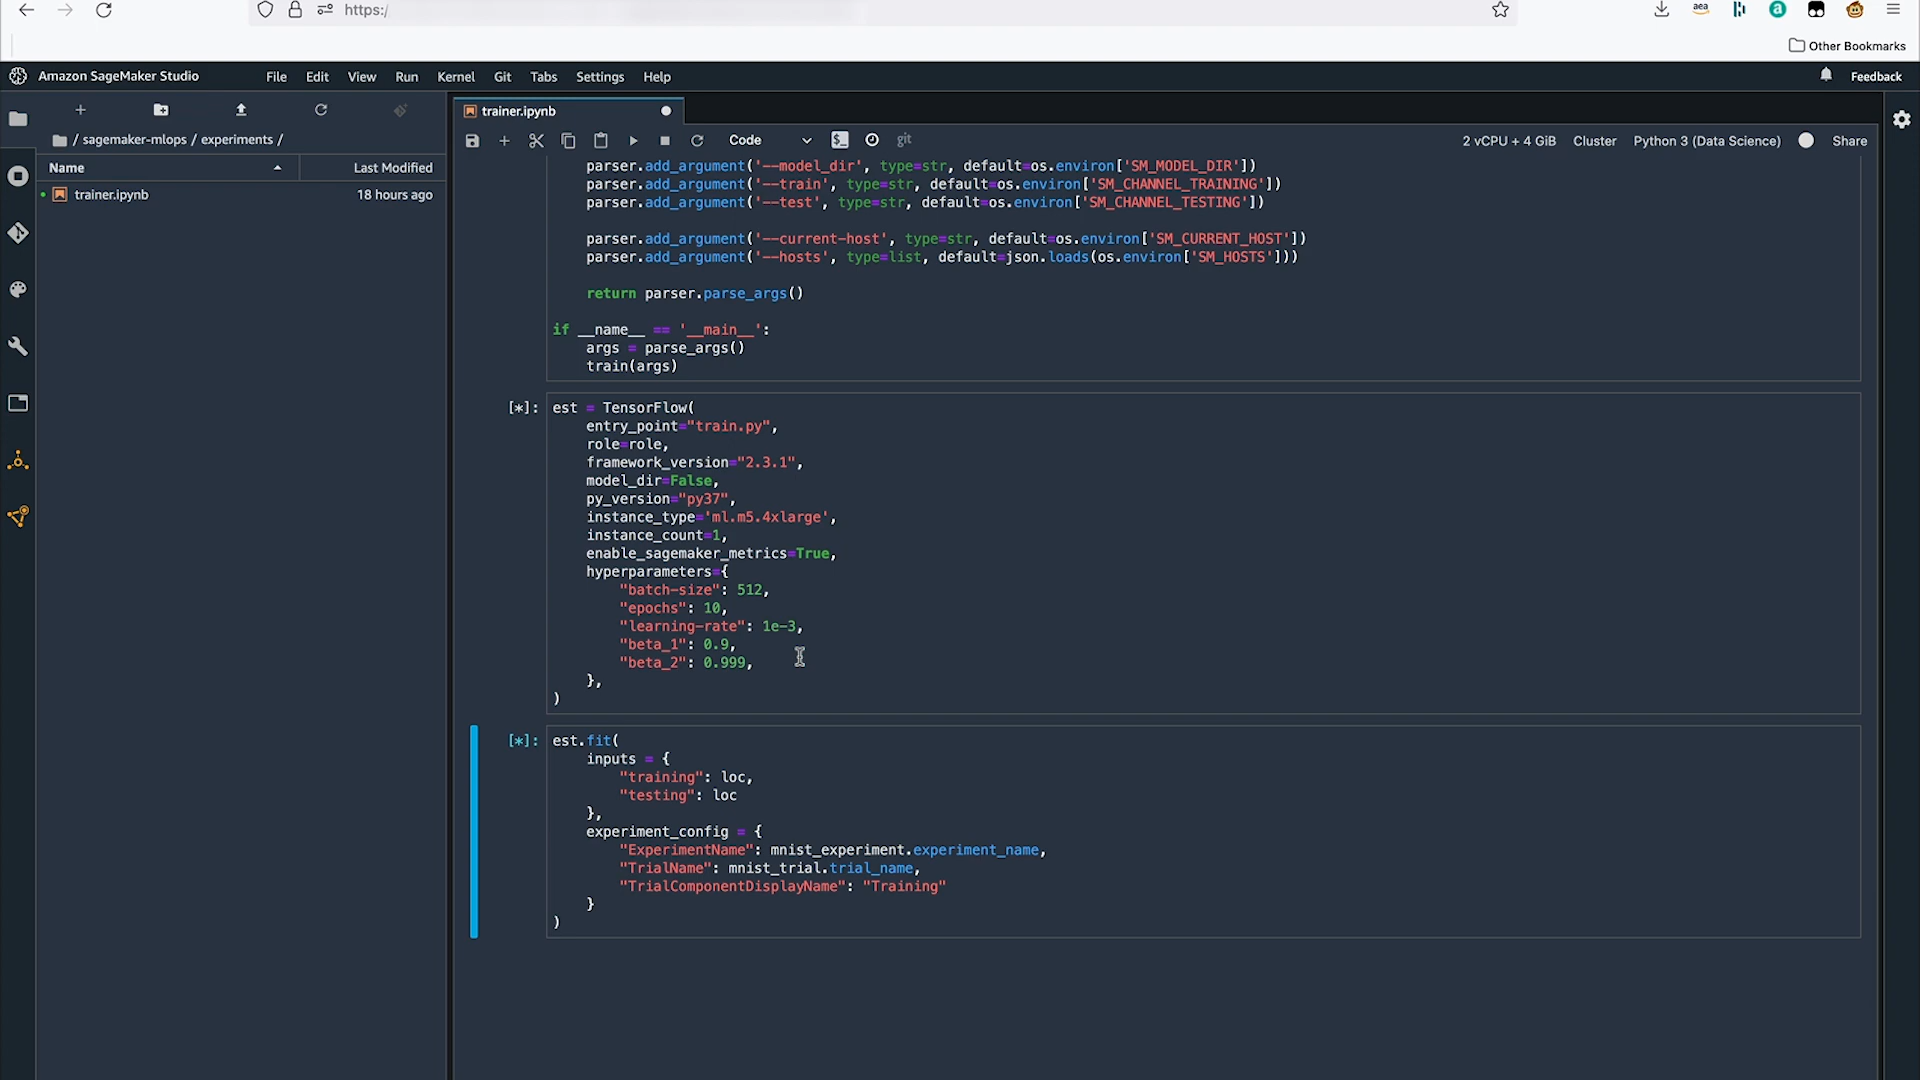 https:/
Other Bookmarks
Amazon SageMaker Studio
File Edit View Run Kernel Git Tabs Settings Help
Feedback
/ sagemaker-mlops / experiments /
Name
Last Modified
trainer.ipynb
18 hours ago
trainer.ipynb
Code
git
2 vCPU + 4 GiB
Cluster
Python 3 (Data Science)
Share
parser.add_argument('--model_dir', type=str, default=os.environ['SM_MODEL_DIR'])
parser.add_argument('--train', type=str, default=os.environ['SM_CHANNEL_TRAINING'])
parser.add_argument('--test', type=str, default=os.environ['SM_CHANNEL_TESTING'])
parser.add_argument('--current-host', type=str, default=os.environ['SM_CURRENT_HOST'])
parser.add_argument('--hosts', type=list, default=json.loads(os.environ['SM_HOSTS']))
return parser.parse_args()
if __name__ == '__main__':
args = parse_args()
train(args)
[*]:
est = TensorFlow(
entry_point="train.py",
role=role,
framework_version="2.3.1",
model_dir=False,
py_version="py37",
instance_type='ml.m5.4xlarge',
instance_count=1,
enable_sagemaker_metrics=True,
hyperparameters={
"batch-size": 512,
"epochs": 10,
"learning-rate": 1e-3,
"beta_1": 0.9,
"beta_2": 0.999,
},
)
[*]:
est.fit(
inputs = {
"training": loc,
"testing": loc
},
experiment_config = {
"ExperimentName": mnist_experiment.experiment_name,
"TrialName": mnist_trial.trial_name,
"TrialComponentDisplayName": "Training"
}
)